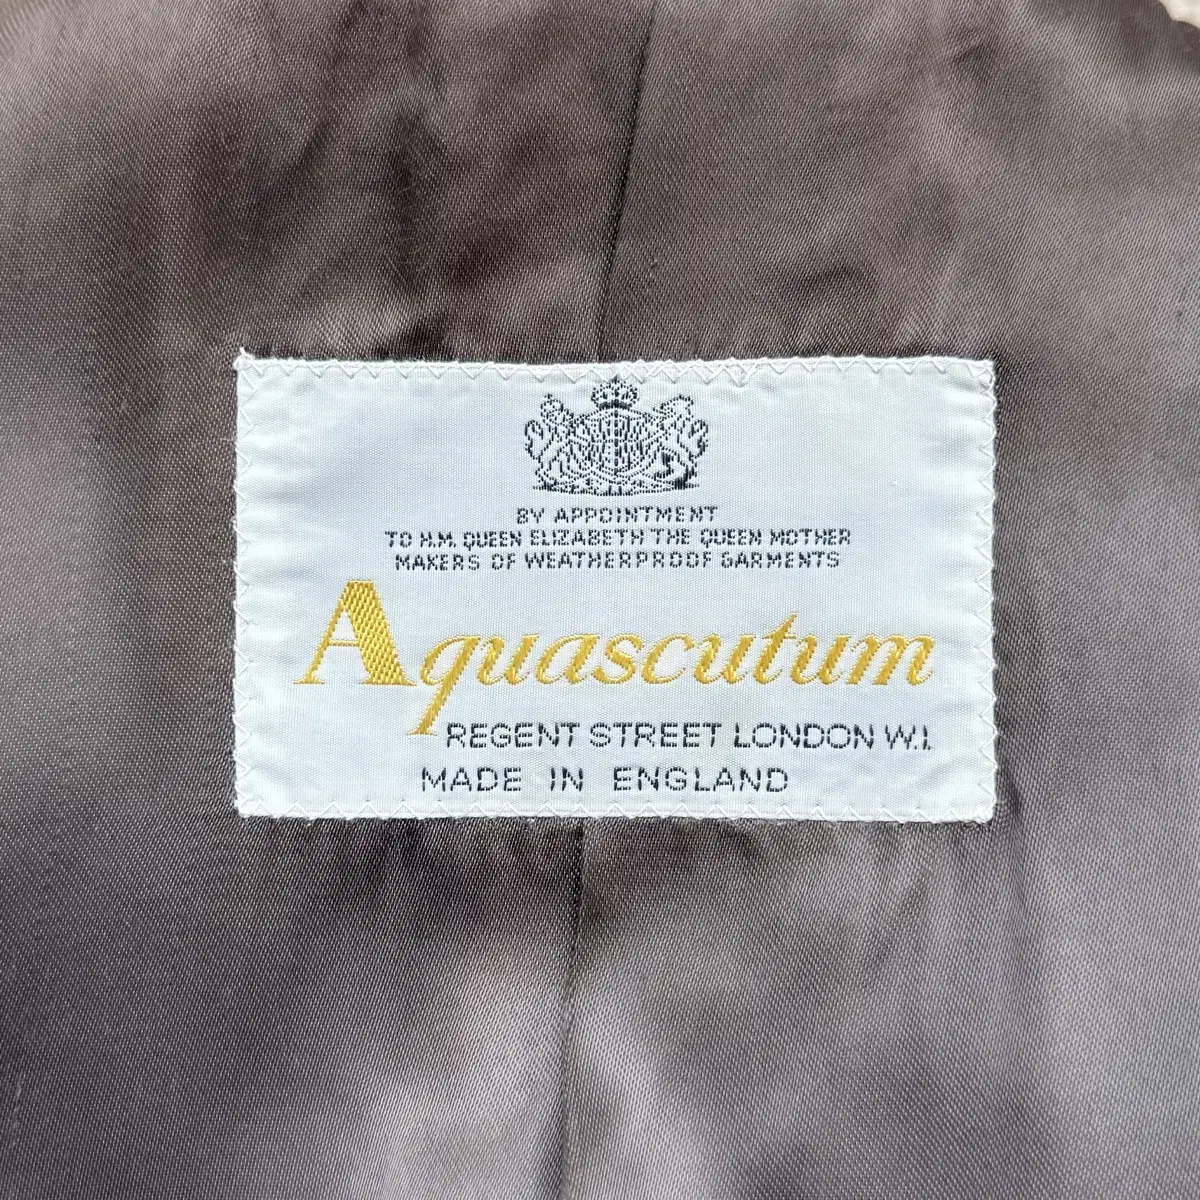 BY APPOINTMENT
TO H.M. QUEEN ELIZABETH THE QUEEN MOTHER
MAKERS OF WEATHERPROOF GARMENTS
Aquascutum
REGENT STREET LONDON W.1.
MADE IN ENGLAND